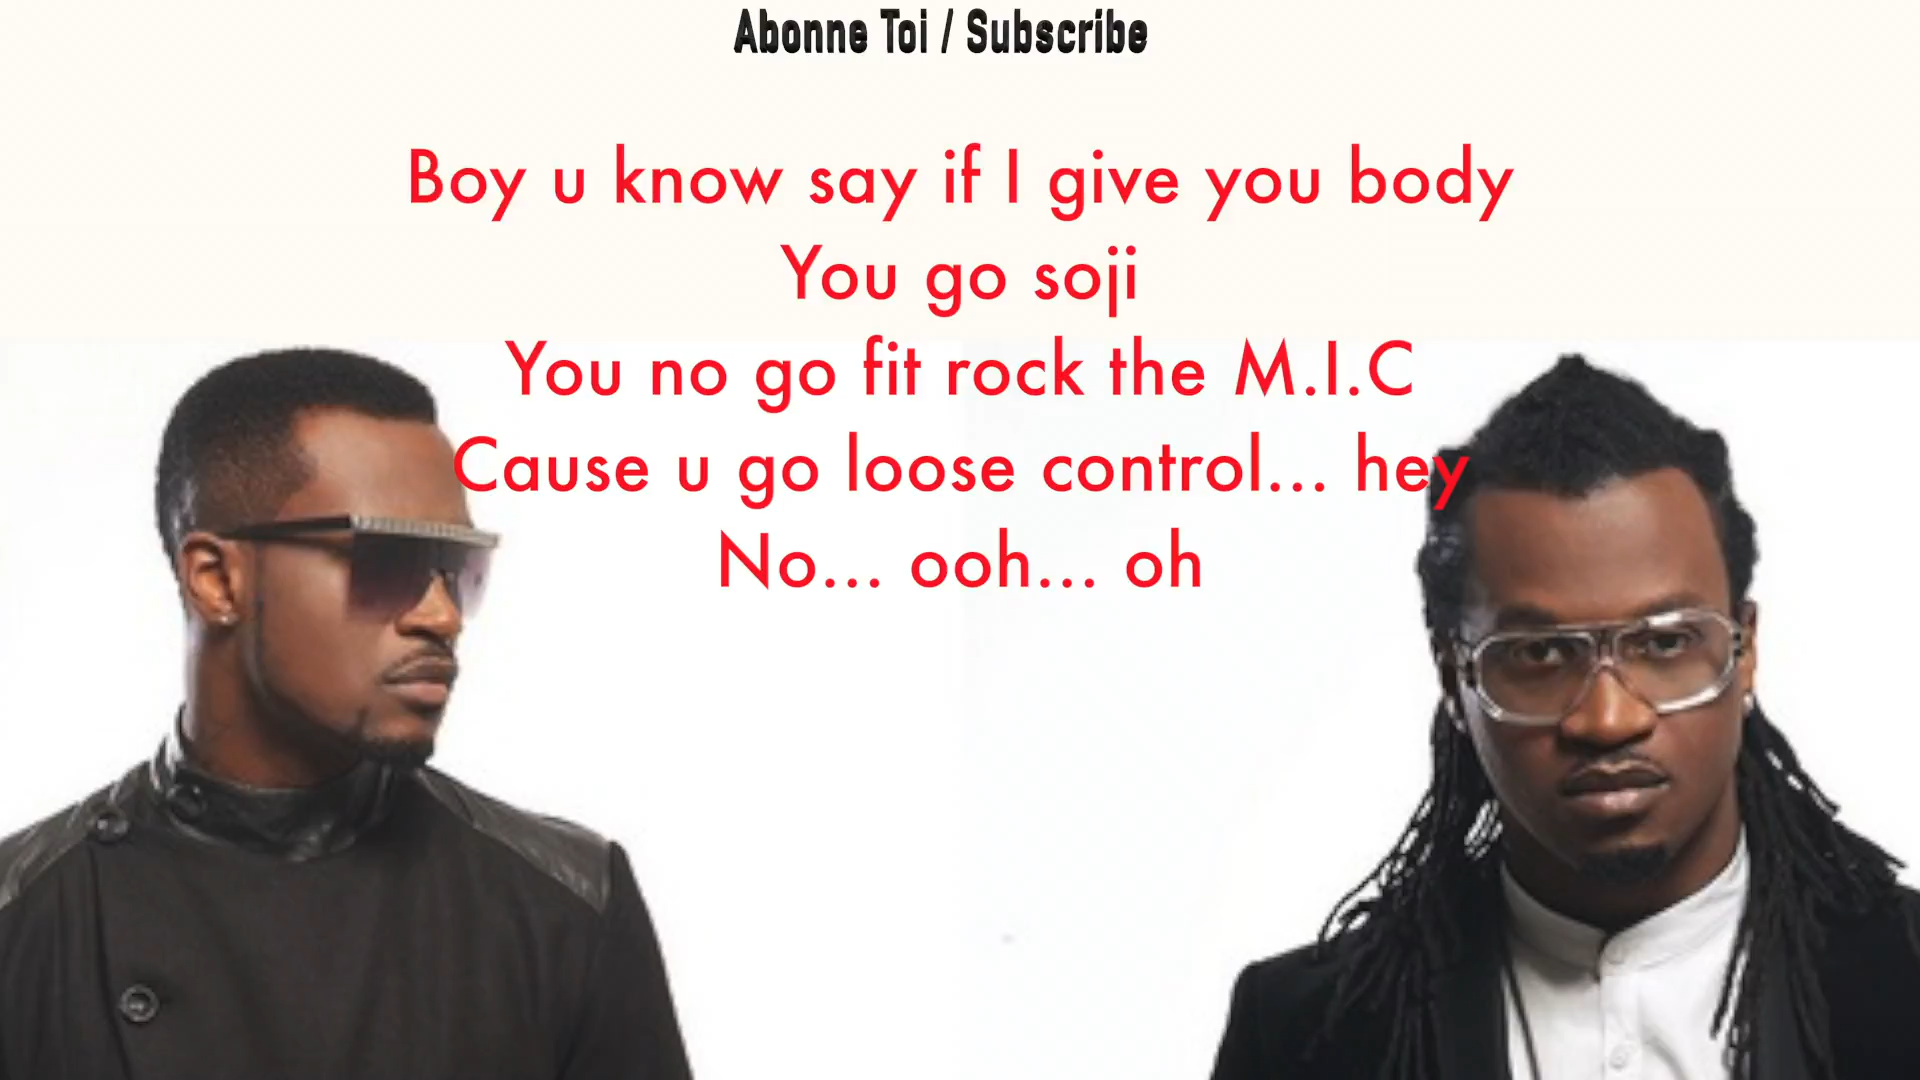 Abonne Toi / Subscribe
Boy u know say if I give you body
You go soji
You no go fit rock the M.I.C
Cause u go loose control... hey
No... ooh... oh